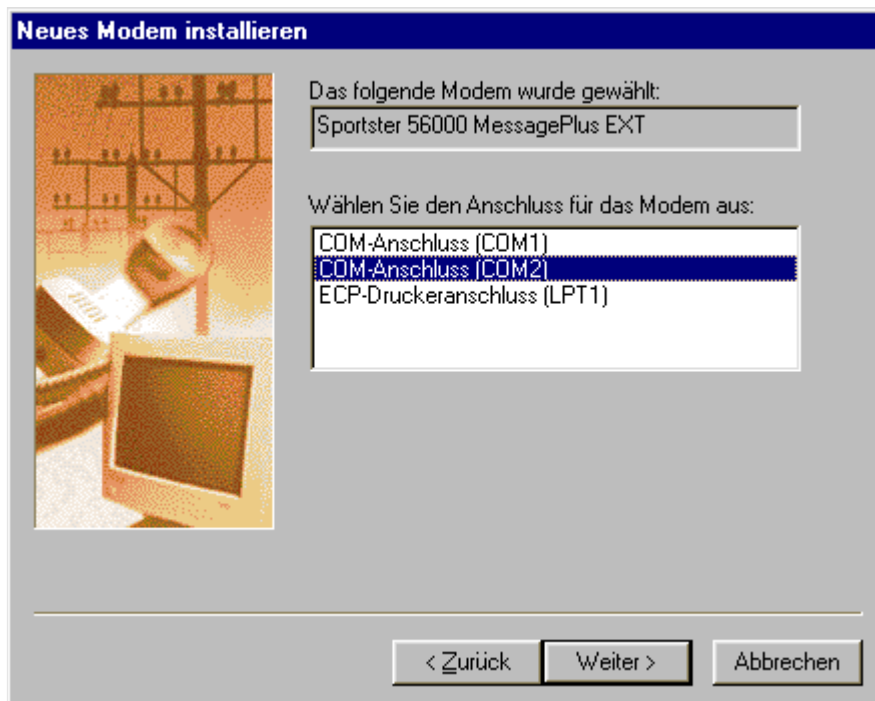 Neues Modem installieren
Das folgende Modem wurde gewählt:
Sportster 56000 MessagePlus EXT
Wählen Sie den Anschluss für das Modem aus:
COM-Anschluss (COM1)
COM-Anschluss (COM2)
ECP-Druckeranschluss (LPT1)
< Zurück
Weiter >
Abbrechen